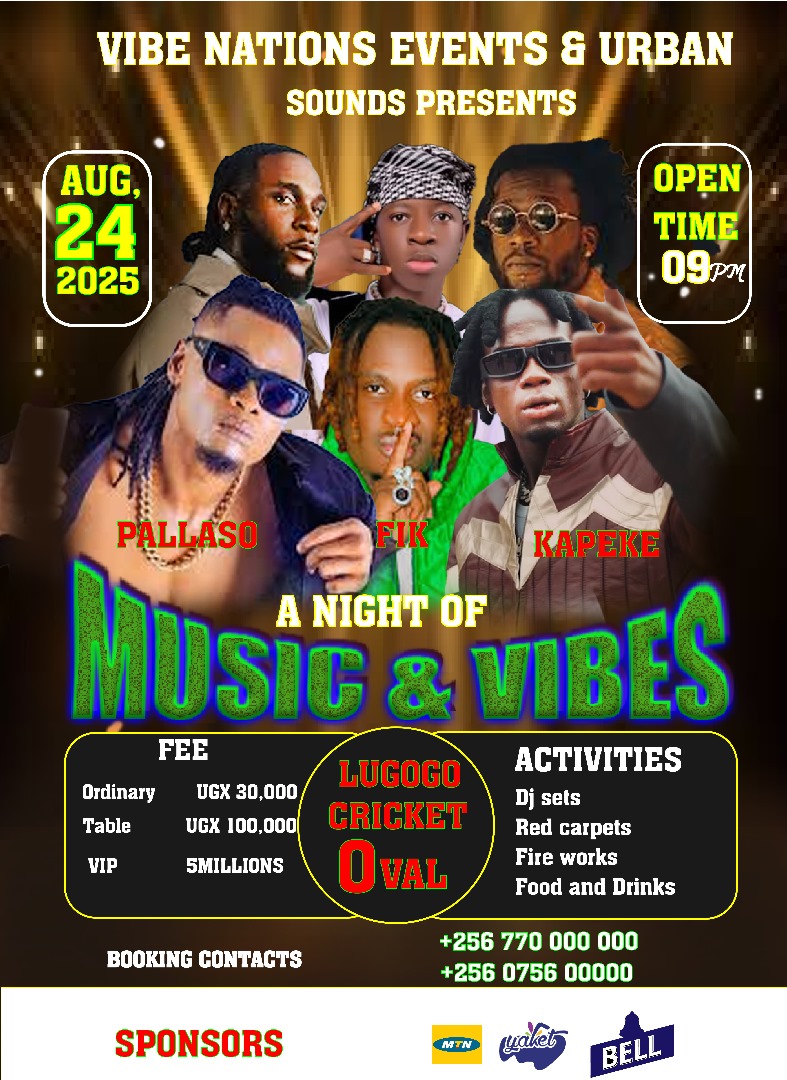 VIBE NATIONS EVENTS & URBAN
SOUNDS PRESENTS
AUG,
24
2025
OPEN
TIME
09PM
PALLASO
FIK
KAPEKE
A NIGHT OF
MUSIC & VIBES
FEE
Ordinary UGX 30,000
Table UGX 100,000
VIP 5MILLIONS
LUGOGO
CRICKET
OVAL
ACTIVITIES
Dj sets
Red carpets
Fire works
Food and Drinks
BOOKING CONTACTS
+256 770 000 000
+256 0756 00000
SPONSORS
MTN
yaket
BELL